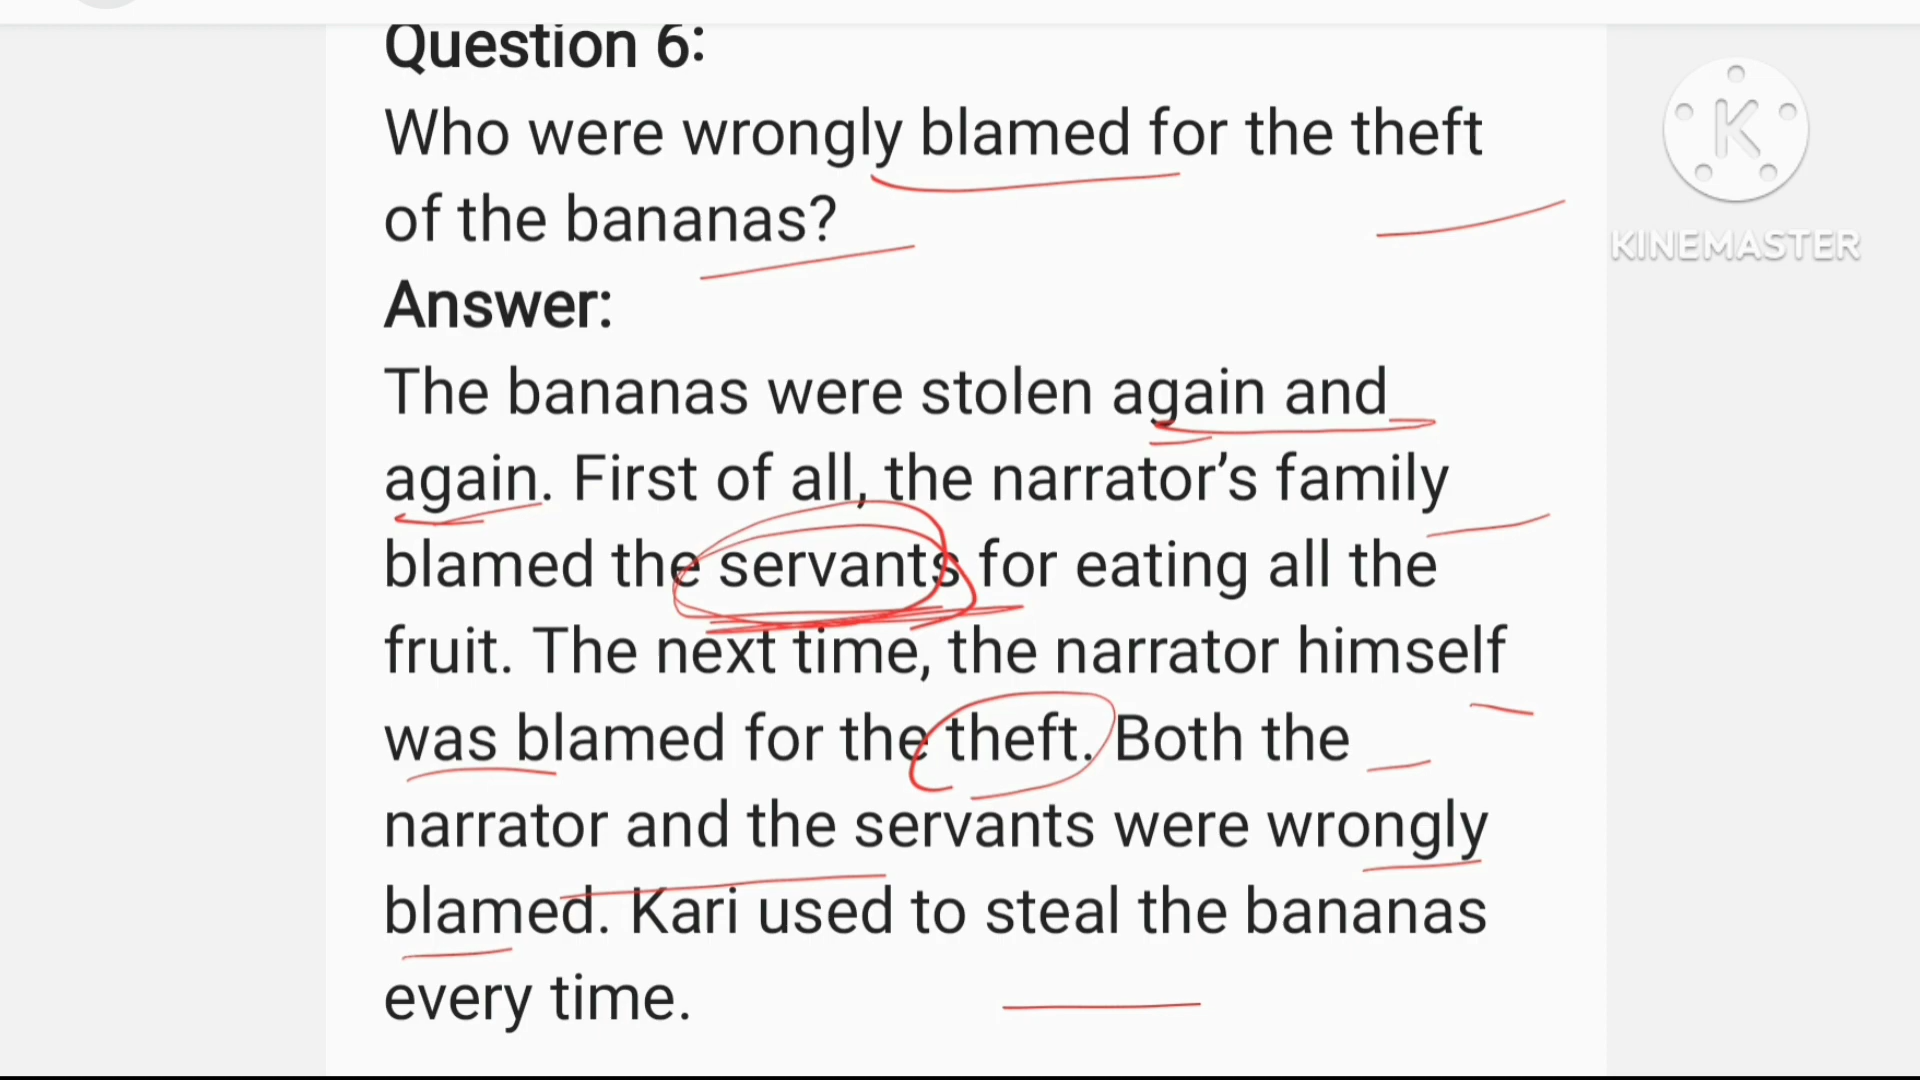 Question 6:
Who were wrongly blamed for the theft
of the bananas?
Answer:
The bananas were stolen again and
again. First of all, the narrator’s family
blamed the servants for eating all the
fruit. The next time, the narrator himself
was blamed for the theft. Both the
narrator and the servants were wrongly
blamed. Kari used to steal the bananas
every time.
K
KINEMASTER